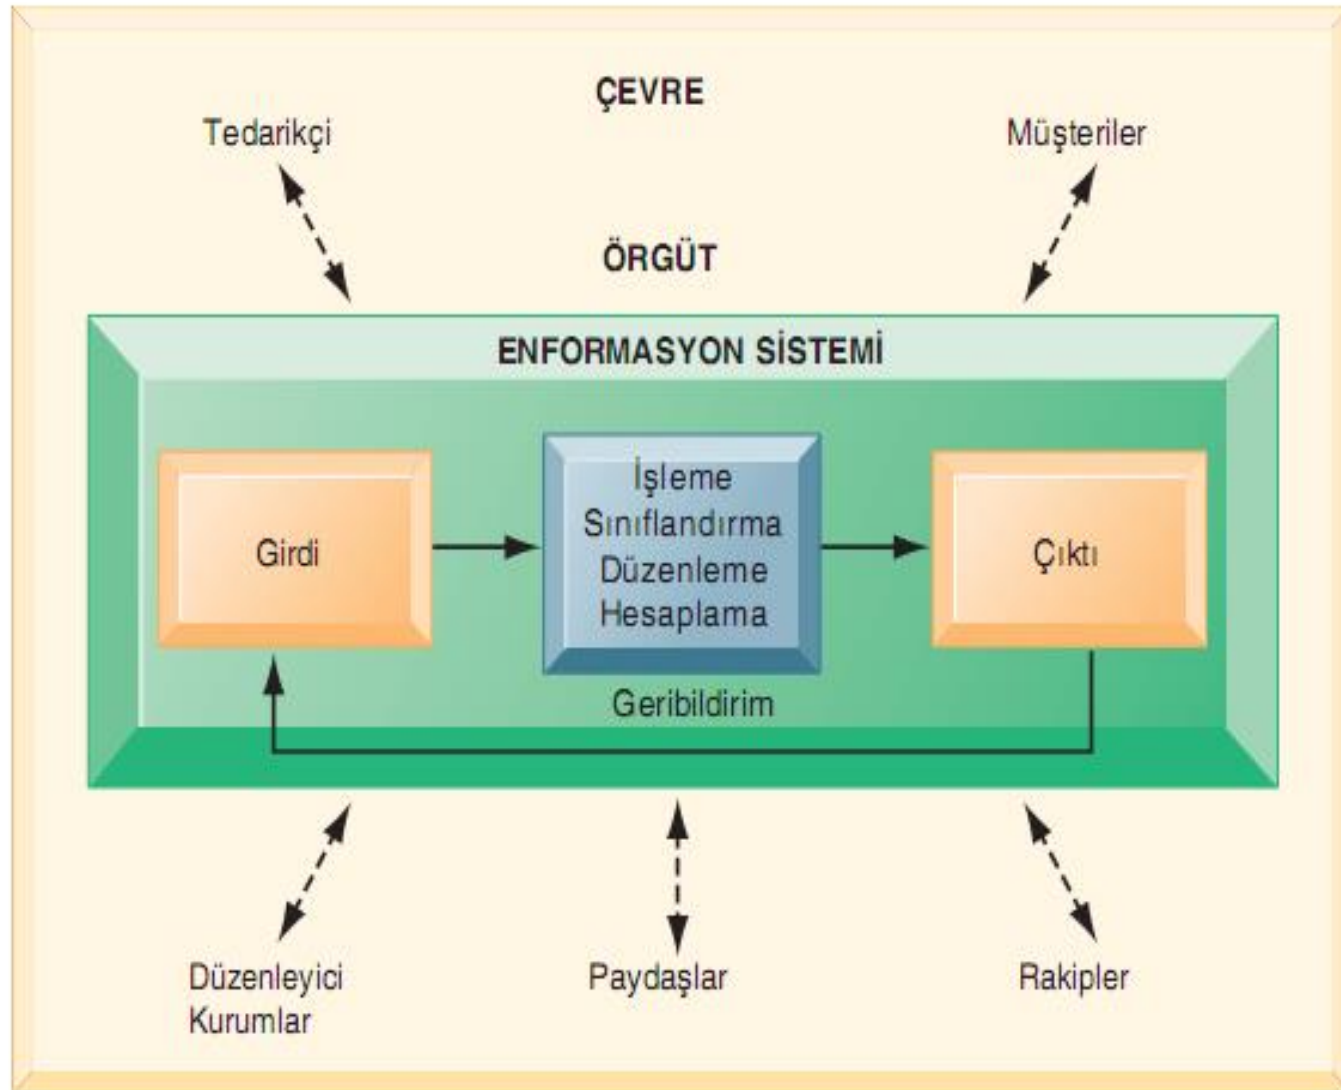 ÇEVRE
Tedarikçi
Müşteriler
ÖRGÜT
ENFORMASYON SİSTEMİ
Girdi
İşleme
Sınıflandırma
Düzenleme
Hesaplama
Çıktı
Geribildirim
Düzenleyici
Kurumlar
Paydaşlar
Rakipler